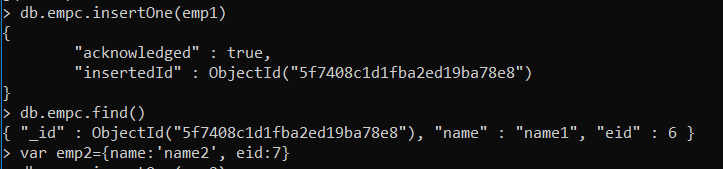 > db.empc.insertOne(emp1)
{
"acknowledged" : true,
"insertedId" : ObjectId("5f7408c1d1fba2ed19ba78e8")
}
> db.empc.find()
{ "_id" : ObjectId("5f7408c1d1fba2ed19ba78e8"), "name" : "name1", "eid" : 6 }
> var emp2={name:'name2', eid:7}